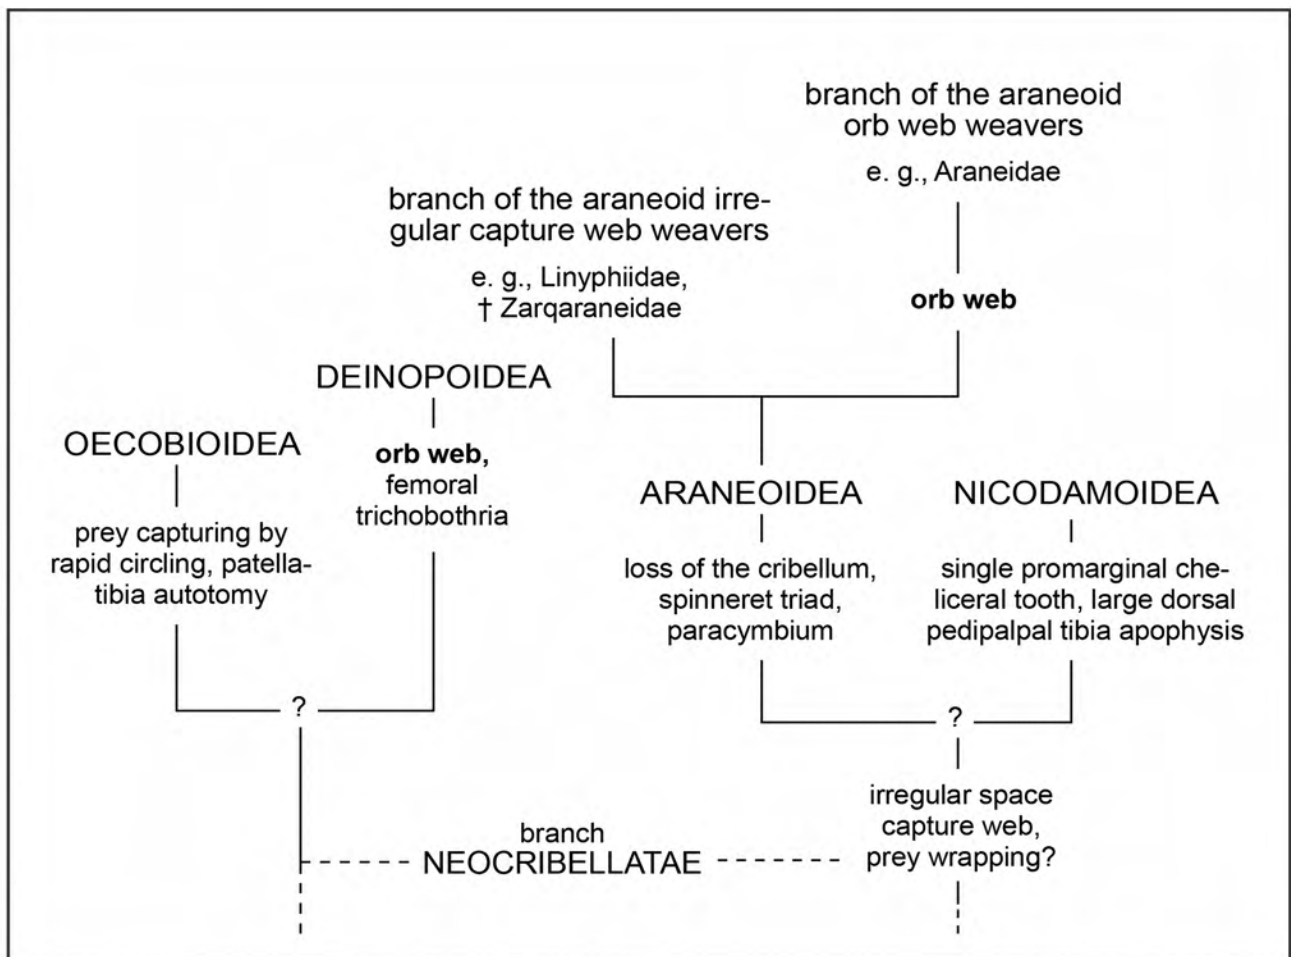 branch of the araneoid
orb web weavers
e. g., Araneidae
branch of the araneoid irre-
gular capture web weavers
e. g., Linyphiidae,
† Zarqaraneidae
orb web
DEINOPOIDEA
OECOBIOIDEA
orb web,
femoral
trichobothria
ARANEOIDEA
NICODAMOIDEA
prey capturing by
rapid circling, patella-
tibia autotomy
loss of the cribellum,
spinneret triad,
paracymbium
single promarginal che-
liceral tooth, large dorsal
pedipalpal tibia apophysis
?
?
irregular space
capture web,
prey wrapping?
branch
NEOCRIBELLATAE